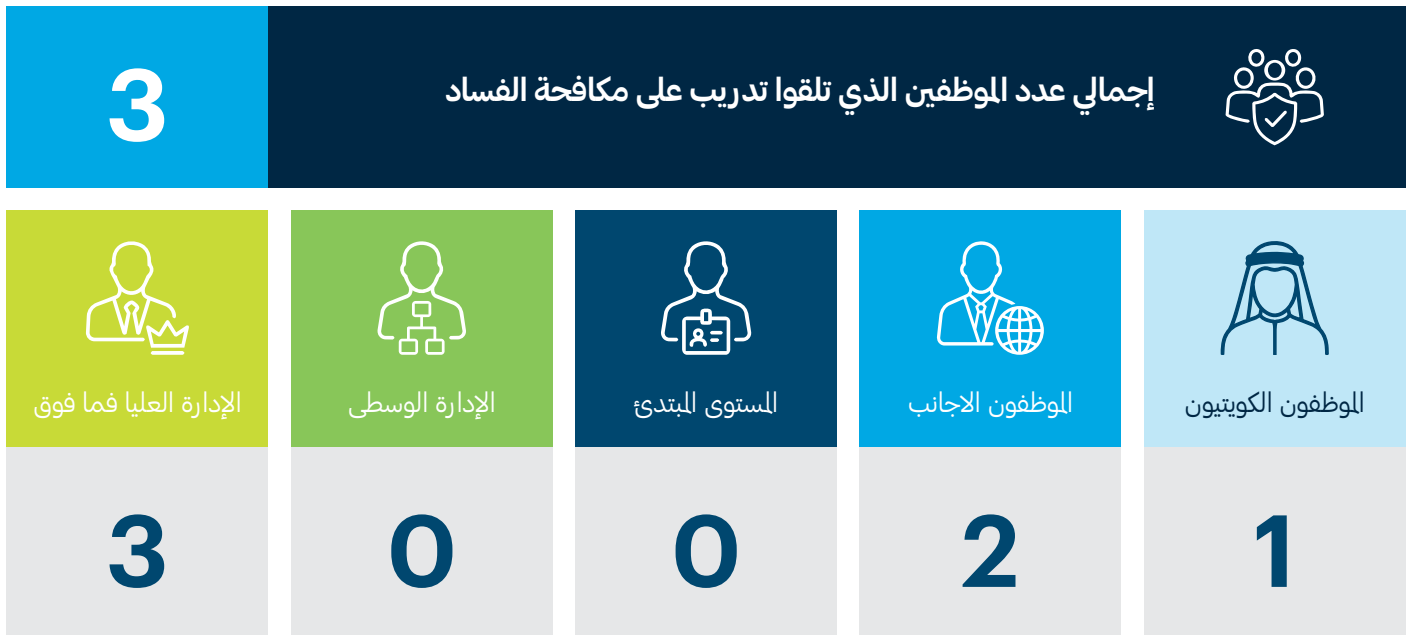 إجمالي عدد الموظفين الذي تلقوا تدريب على مكافحة الفساد
3
الموظفون الكويتيون
1
الموظفون الاجانب
2
المستوى المبتدئ
0
الإدارة الوسطى
0
الإدارة العليا فما فوق
3